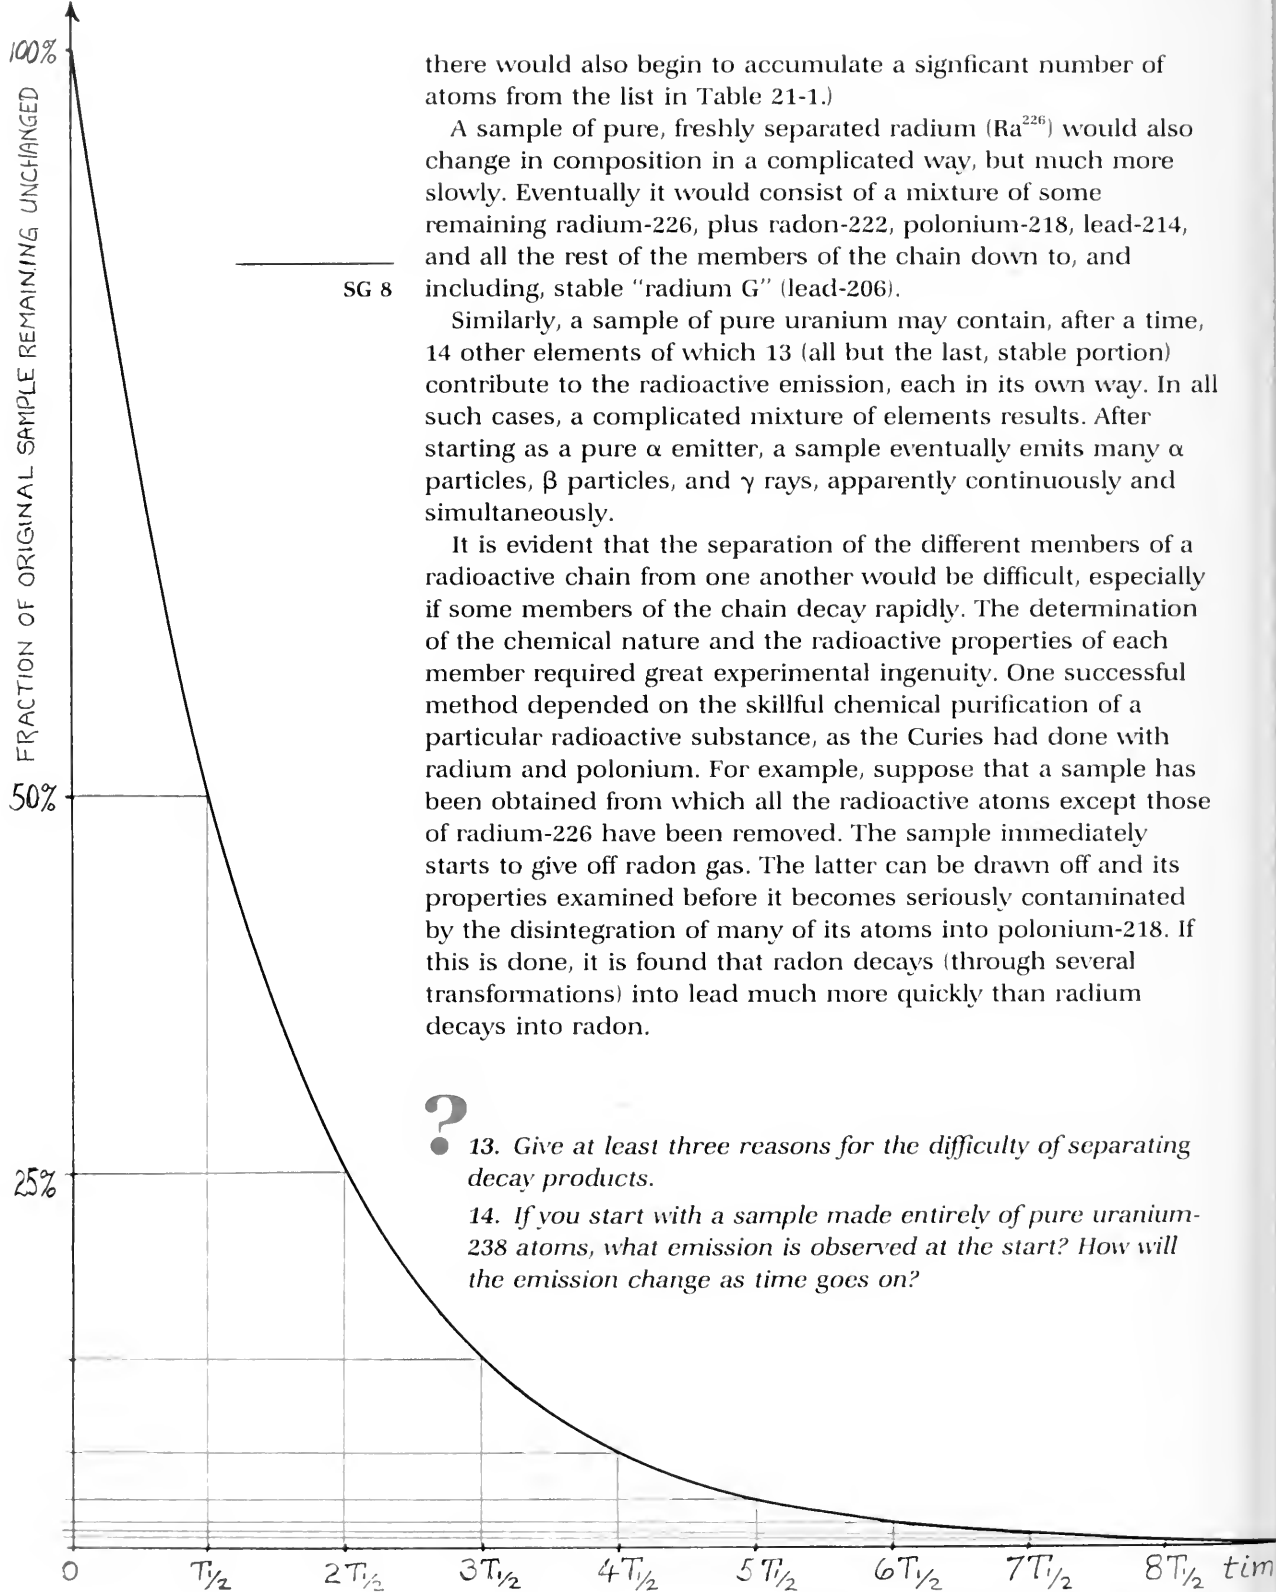 100%
FRACTION OF ORIGINAL SAMPLE REMAINING UNCHANGED
50%
25%
there would also begin to accumulate a signficant number of
atoms from the list in Table 21-1.)
A sample of pure, freshly separated radium (Ra²²⁶) would also
change in composition in a complicated way, but much more
slowly. Eventually it would consist of a mixture of some
remaining radium-226, plus radon-222, polonium-218, lead-214,
and all the rest of the members of the chain down to, and
SG 8
including, stable "radium G" (lead-206).
Similarly, a sample of pure uranium may contain, after a time,
14 other elements of which 13 (all but the last, stable portion)
contribute to the radioactive emission, each in its own way. In all
such cases, a complicated mixture of elements results. After
starting as a pure α emitter, a sample eventually emits many α
particles, β particles, and γ rays, apparently continuously and
simultaneously.
It is evident that the separation of the different members of a
radioactive chain from one another would be difficult, especially
if some members of the chain decay rapidly. The determination
of the chemical nature and the radioactive properties of each
member required great experimental ingenuity. One successful
method depended on the skillful chemical purification of a
particular radioactive substance, as the Curies had done with
radium and polonium. For example, suppose that a sample has
been obtained from which all the radioactive atoms except those
of radium-226 have been removed. The sample immediately
starts to give off radon gas. The latter can be drawn off and its
properties examined before it becomes seriously contaminated
by the disintegration of many of its atoms into polonium-218. If
this is done, it is found that radon decays (through several
transformations) into lead much more quickly than radium
decays into radon.
?
13. Give at least three reasons for the difficulty of separating
decay products.
14. If you start with a sample made entirely of pure uranium-
238 atoms, what emission is observed at the start? How will
the emission change as time goes on?
0 T1/2 2T1/2 3T1/2 4T1/2 5T1/2 6T1/2 7T1/2 8T1/2 tim